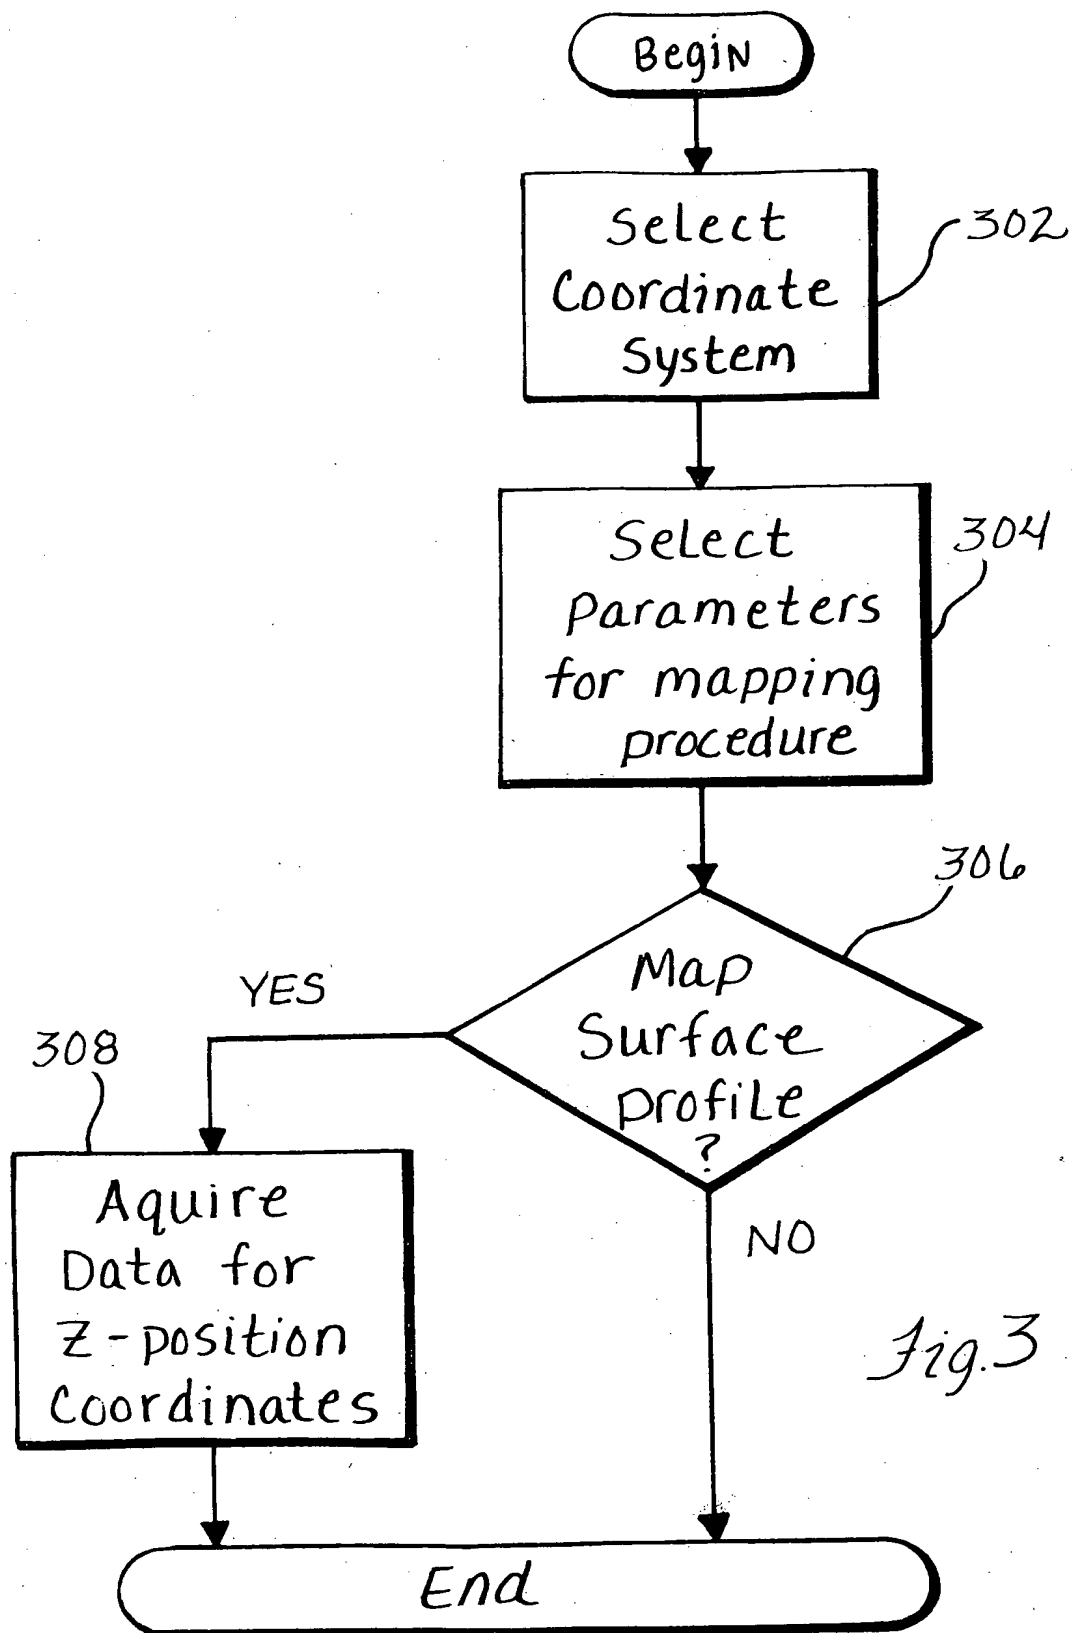 Begin
Select
Coordinate
System
302
Select
Parameters
for mapping
procedure
304
Map
Surface
profile
?
306
YES
308
Aquire
Data for
Z-position
Coordinates
NO
Fig. 3
End